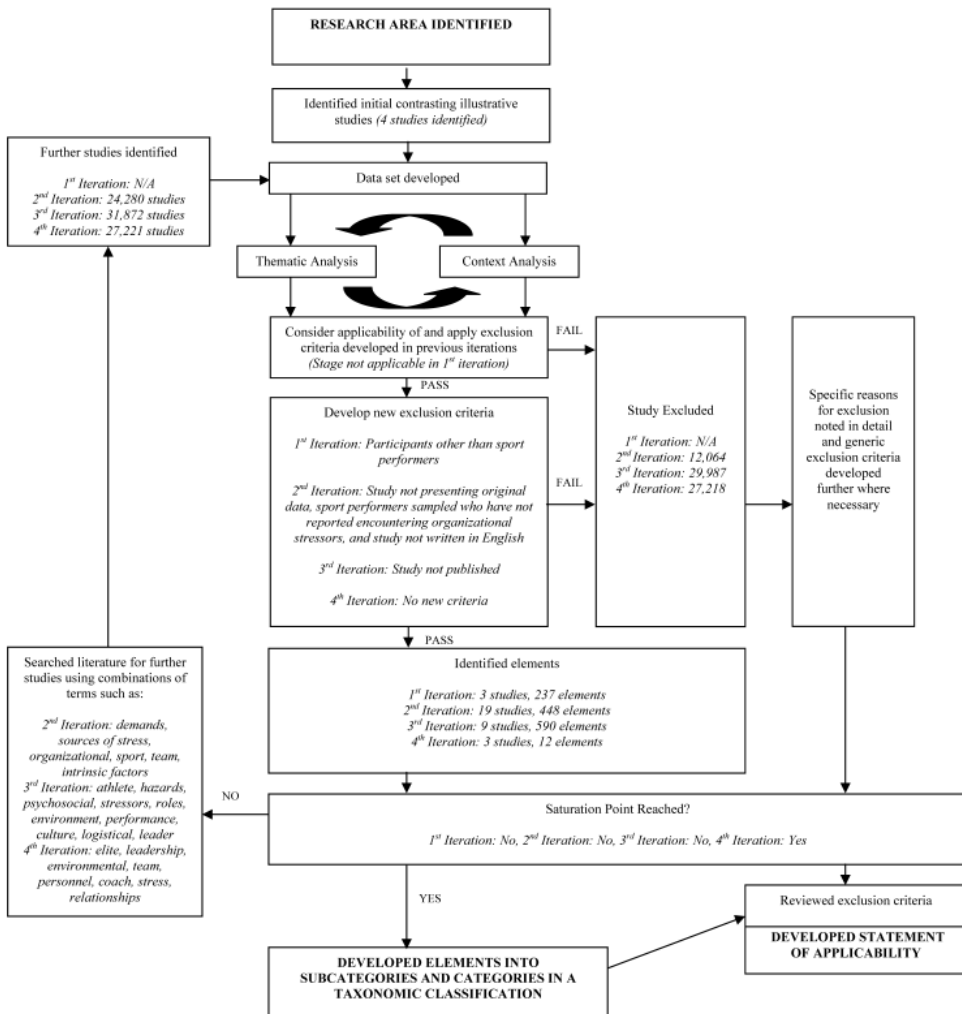 RESEARCH AREA IDENTIFIED
Identified initial contrasting illustrative
studies (4 studies identified)
Further studies identified
1st Iteration: N/A
2nd Iteration: 24,280 studies
3rd Iteration: 31,872 studies
4th Iteration: 27,221 studies
Data set developed
Thematic Analysis
Context Analysis
Consider applicability of and apply exclusion
criteria developed in previous iterations
(Stage not applicable in 1st iteration)
FAIL
PASS
Develop new exclusion criteria
1st Iteration: Participants other than sport
performers
2nd Iteration: Study not presenting original
data, sport performers sampled who have not
reported encountering organizational
stressors, and study not written in English
3rd Iteration: Study not published
4th Iteration: No new criteria
FAIL
Study Excluded
1st Iteration: N/A
2nd Iteration: 12,064
3rd Iteration: 29,987
4th Iteration: 27,218
Specific reasons
for exclusion
noted in detail
and generic
exclusion criteria
developed
further where
necessary
PASS
Identified elements
1st Iteration: 3 studies, 237 elements
2nd Iteration: 19 studies, 448 elements
3rd Iteration: 9 studies, 590 elements
4th Iteration: 3 studies, 12 elements
Searched literature for further
studies using combinations of
terms such as:
2nd Iteration: demands,
sources of stress,
organizational, sport, team,
intrinsic factors
3rd Iteration: athlete, hazards,
psychosocial, stressors, roles,
environment, performance,
culture, logistical, leader
4th Iteration: elite, leadership,
environmental, team,
personnel, coach, stress,
relationships
NO
Saturation Point Reached?
1st Iteration: No, 2nd Iteration: No, 3rd Iteration: No, 4th Iteration: Yes
YES
Reviewed exclusion criteria
DEVELOPED STATEMENT
OF APPLICABILITY
DEVELOPED ELEMENTS INTO
SUBCATEGORIES AND CATEGORIES IN A
TAXONOMIC CLASSIFICATION